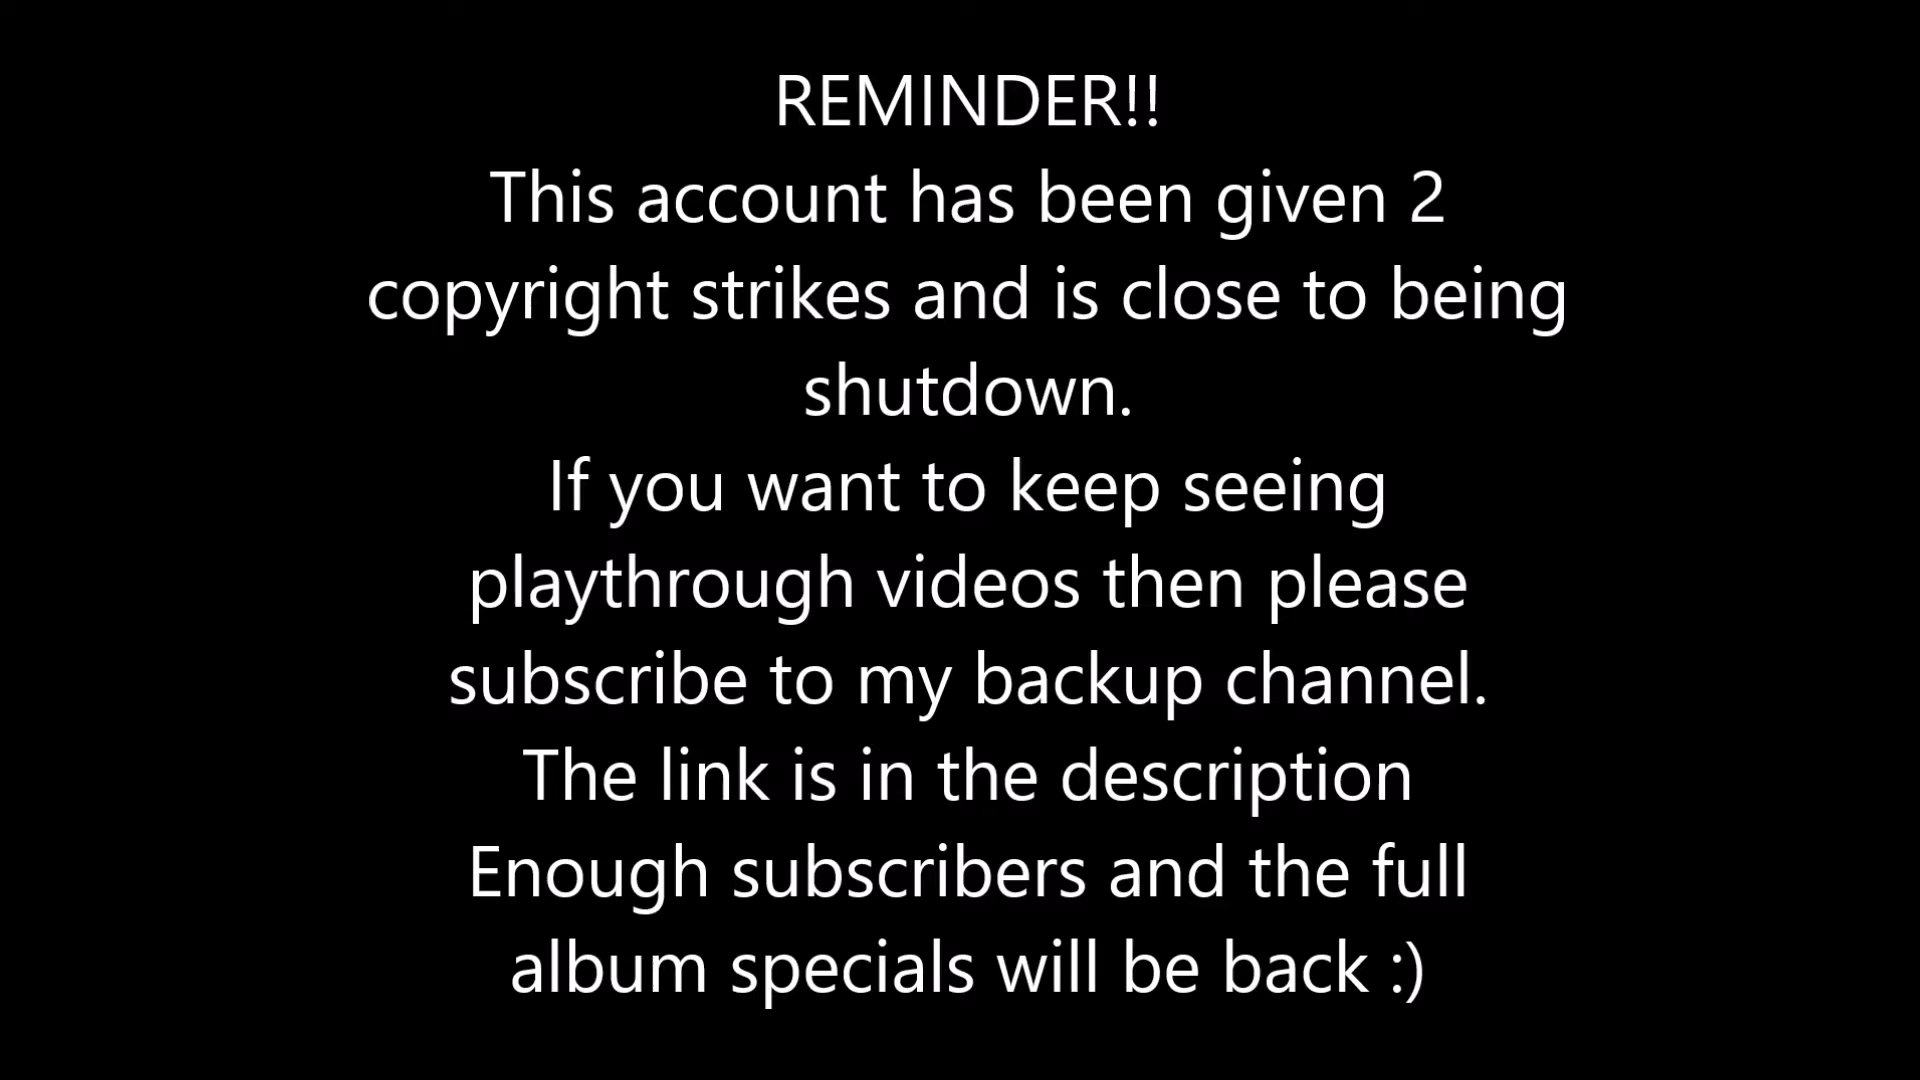 REMINDER!!
This account has been given 2
copyright strikes and is close to being
shutdown.
If you want to keep seeing
playthrough videos then please
subscribe to my backup channel.
The link is in the description
Enough subscribers and the full
album specials will be back :)